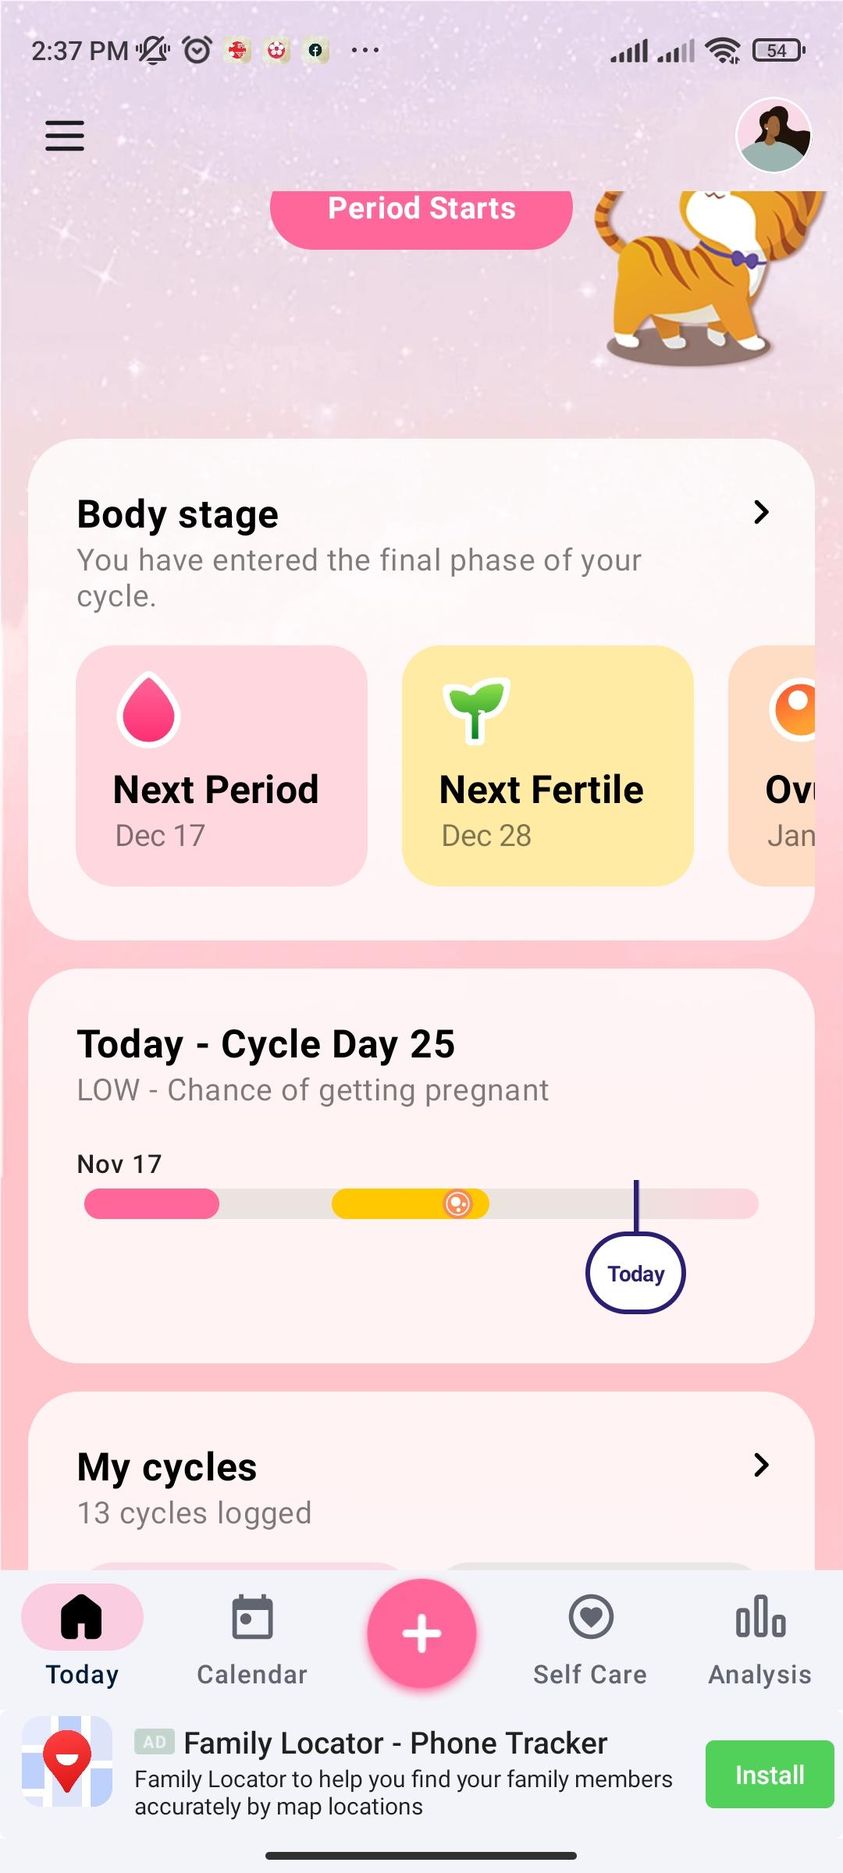 2:37 PM
54
Period Starts
Body stage
You have entered the final phase of your
cycle.
Next Period
Dec 17
Next Fertile
Dec 28
Jan
Today - Cycle Day 25
LOW - Chance of getting pregnant
Nov 17
Today
My cycles
13 cycles logged
Today
Calendar
Self Care
Analysis
AD Family Locator - Phone Tracker
Family Locator to help you find your family members
accurately by map locations
Install